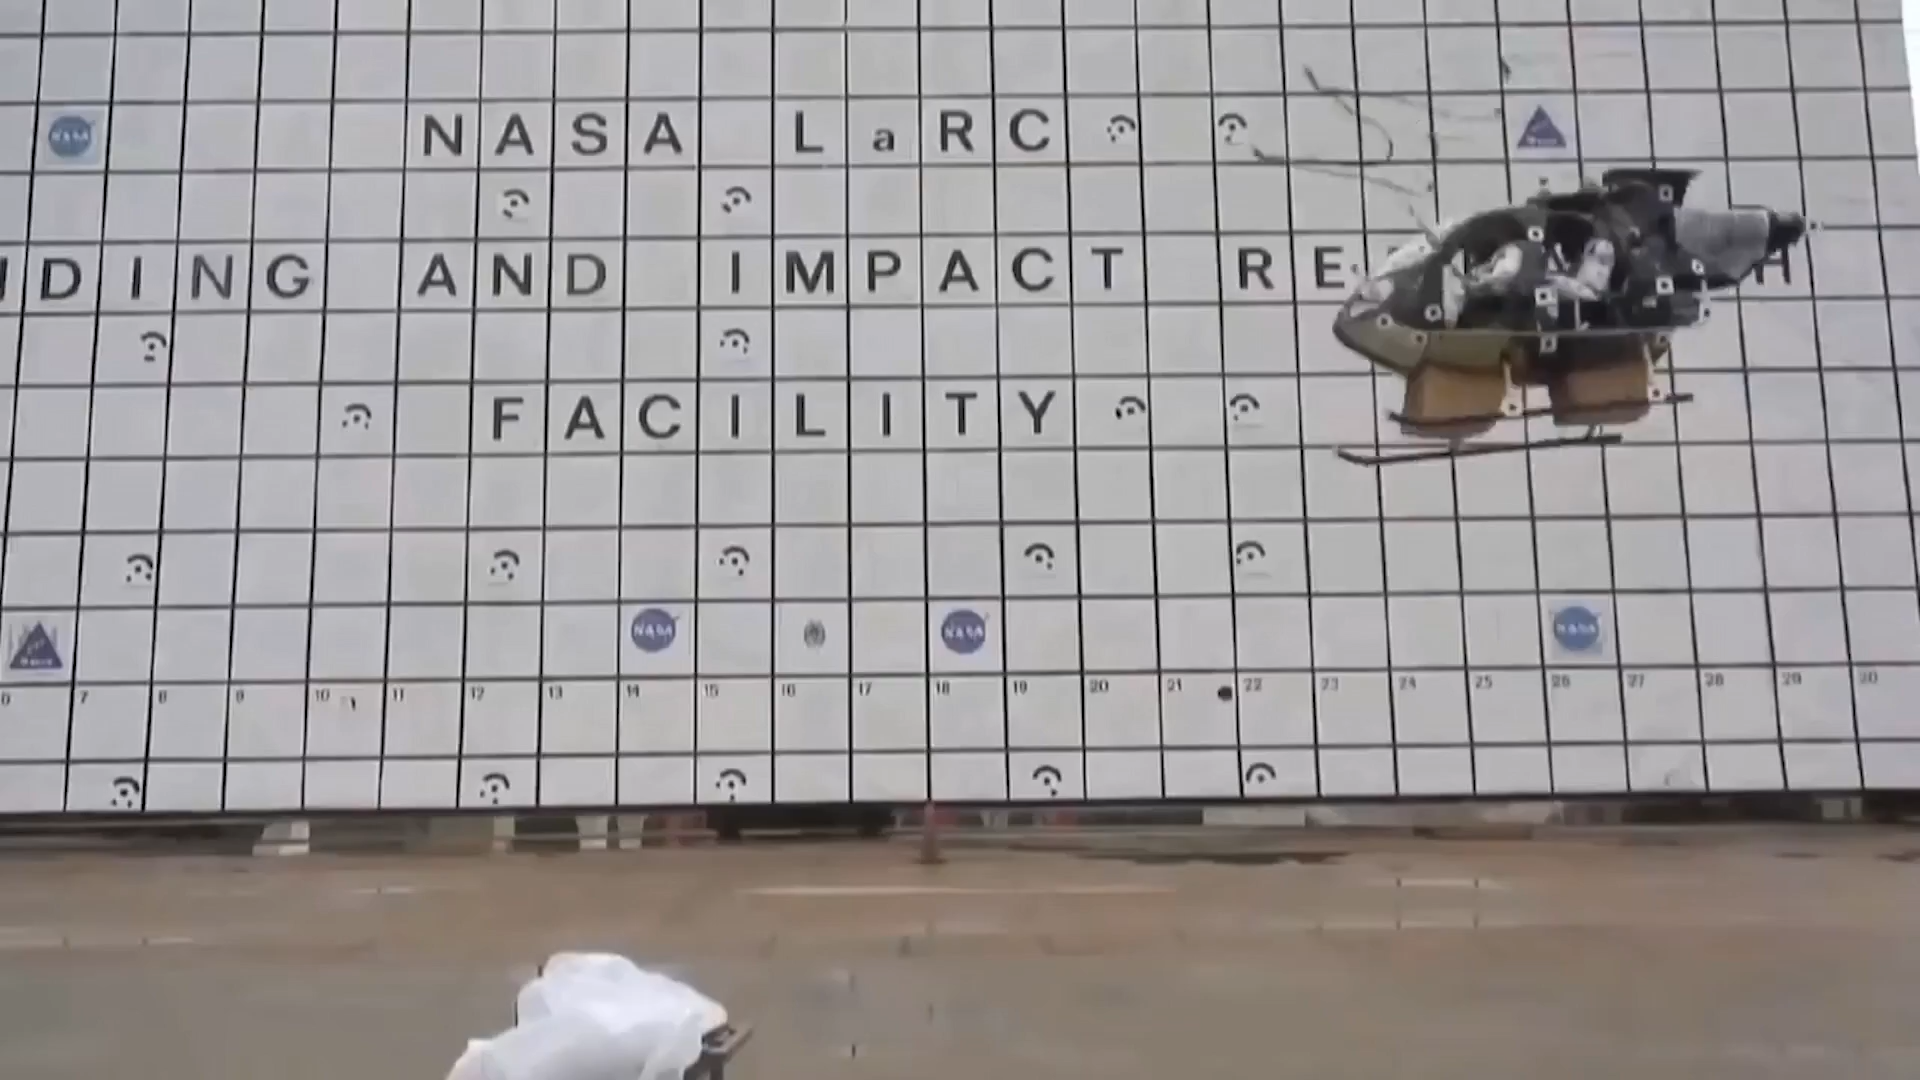 NASA LaRC
NASA
DING AND IMPACT RE H
FACILITY
NASA NASA NASA
7 8 9 10 11 12 13 14 15 16 17 18 19 20 21 22 23 24 25 26 27 28 29 30